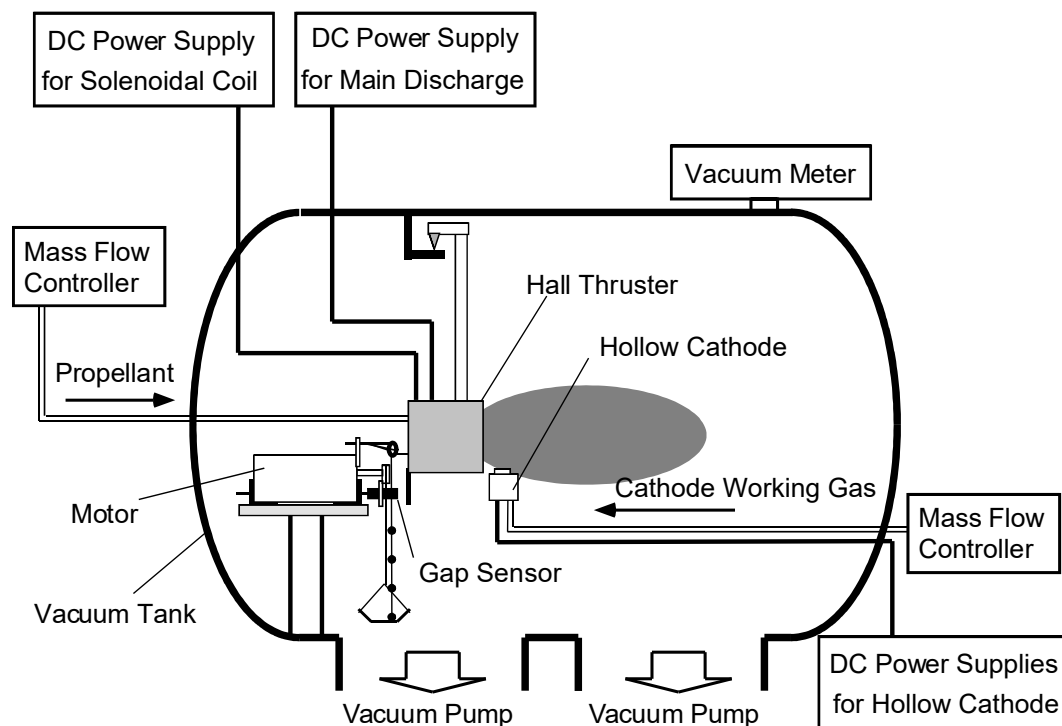 DC Power Supply
for Solenoidal Coil
DC Power Supply
for Main Discharge
Vacuum Meter
Mass Flow
Controller
Hall Thruster
Hollow Cathode
Propellant
Motor
Cathode Working Gas
Mass Flow
Controller
Gap Sensor
Vacuum Tank
DC Power Supplies
for Hollow Cathode
Vacuum Pump
Vacuum Pump